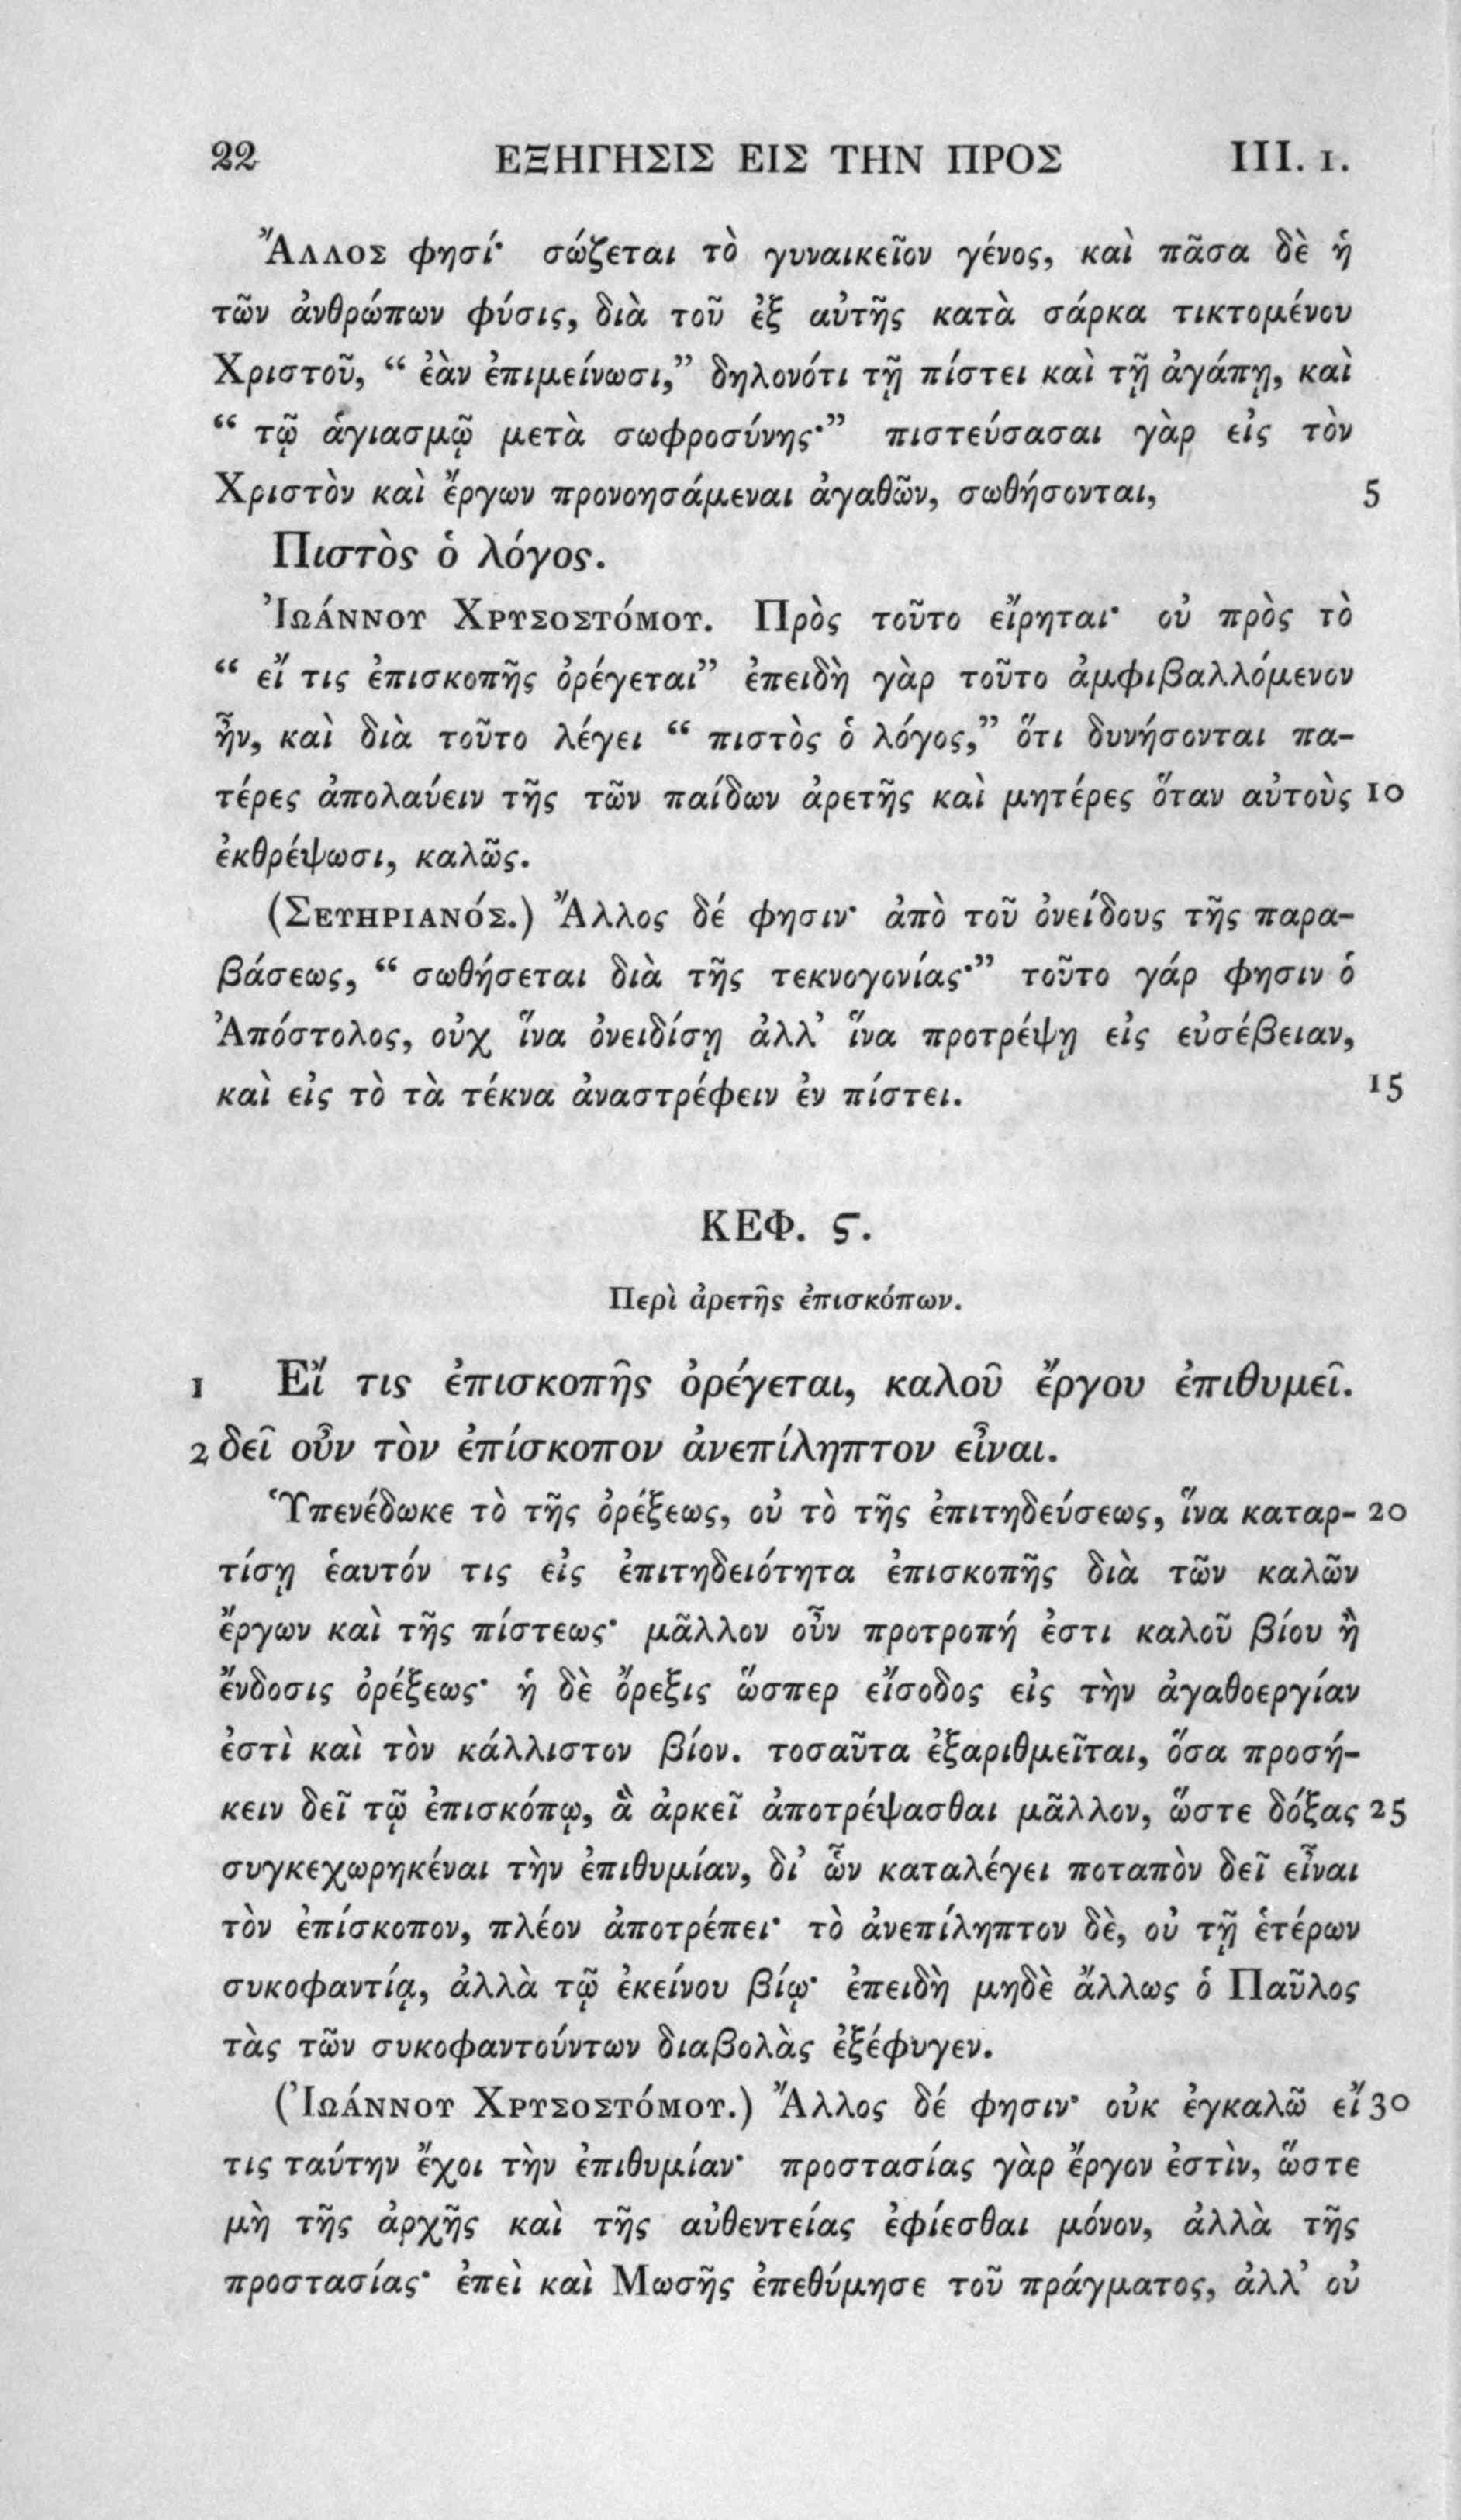 22 ΕΞΗΓΗΣΙΣ ΕΙΣ ΤΗΝ ΠΡΟΣ III. 1.
Ἄλλος φησί· σώζεται τὸ γυναικεῖον γένος, καὶ πᾶσα δὲ ἡ
τῶν ἀνθρώπων φύσις, διὰ τοῦ ἐξ αὐτῆς κατὰ σάρκα τικτομένου
Χριστοῦ, “ ἐὰν ἐπιμείνωσι,” δηλονότι τῇ πίστει καὶ τῇ ἀγάπῃ, καὶ
“ τῷ ἁγιασμῷ μετὰ σωφροσύνης·” πιστεύσασαι γὰρ εἰς τὸν
Χριστὸν καὶ ἔργων προνοησάμεναι ἀγαθῶν, σωθήσονται, 5
Πιστὸς ὁ λόγος.
Ἰωάννου Χρυσοστόμου. Πρὸς τοῦτο εἴρηται· οὐ πρὸς τὸ
“ εἴ τις ἐπισκοπῆς ὀρέγεται” ἐπειδὴ γὰρ τοῦτο ἀμφιβαλλόμενον
ἦν, καὶ διὰ τοῦτο λέγει “ πιστὸς ὁ λόγος,” ὅτι δυνήσονται πα-
τέρες ἀπολαύειν τῆς τῶν παίδων ἀρετῆς καὶ μητέρες ὅταν αὐτοὺς 10
ἐκθρέψωσι, καλῶς.
(Σευηριανός.) Ἄλλος δέ φησιν· ἀπὸ τοῦ ὀνείδους τῆς παρα-
βάσεως, “ σωθήσεται διὰ τῆς τεκνογονίας·” τοῦτο γάρ φησιν ὁ
Ἀπόστολος, οὐχ ἵνα ὀνειδίσῃ ἀλλ’ ἵνα προτρέψῃ εἰς εὐσέβειαν,
καὶ εἰς τὸ τὰ τέκνα ἀναστρέφειν ἐν πίστει. 15
ΚΕΦ. ϛ.
Περὶ ἀρετῆς ἐπισκόπων.
1 Εἴ τις ἐπισκοπῆς ὀρέγεται, καλοῦ ἔργου ἐπιθυμεῖ.
2 δεῖ οὖν τὸν ἐπίσκοπον ἀνεπίληπτον εἶναι.
Ὑπενέδωκε τὸ τῆς ὀρέξεως, οὐ τὸ τῆς ἐπιτηδεύσεως, ἵνα καταρ- 20
τίσῃ ἑαυτόν τις εἰς ἐπιτηδειότητα ἐπισκοπῆς διὰ τῶν καλῶν
ἔργων καὶ τῆς πίστεως· μᾶλλον οὖν προτροπή ἐστι καλοῦ βίου ἢ
ἔνδοσις ὀρέξεως· ἡ δὲ ὄρεξις ὥσπερ εἴσοδος εἰς τὴν ἀγαθοεργίαν
ἐστὶ καὶ τὸν κάλλιστον βίον. τοσαῦτα ἐξαριθμεῖται, ὅσα προσή-
κειν δεῖ τῷ ἐπισκόπῳ, ἃ ἀρκεῖ ἀποτρέψασθαι μᾶλλον, ὥστε δόξας 25
συγκεχωρηκέναι τὴν ἐπιθυμίαν, δι’ ὧν καταλέγει ποταπὸν δεῖ εἶναι
τὸν ἐπίσκοπον, πλέον ἀποτρέπει· τὸ ἀνεπίληπτον δὲ, οὐ τῇ ἑτέρων
συκοφαντίᾳ, ἀλλὰ τῷ ἐκείνου βίῳ· ἐπειδὴ μηδὲ ἄλλως ὁ Παῦλος
τὰς τῶν συκοφαντούντων διαβολὰς ἐξέφυγεν.
(Ἰωάννου Χρυσοστόμου.) Ἄλλος δέ φησιν· οὐκ ἐγκαλῶ εἴ 30
τις ταύτην ἔχοι τὴν ἐπιθυμίαν· προστασίας γὰρ ἔργον ἐστὶν, ὥστε
μὴ τῆς ἀρχῆς καὶ τῆς αὐθεντείας ἐφίεσθαι μόνον, ἀλλὰ τῆς
προστασίας· ἐπεὶ καὶ Μωσῆς ἐπεθύμησε τοῦ πράγματος, ἀλλ’ οὐ